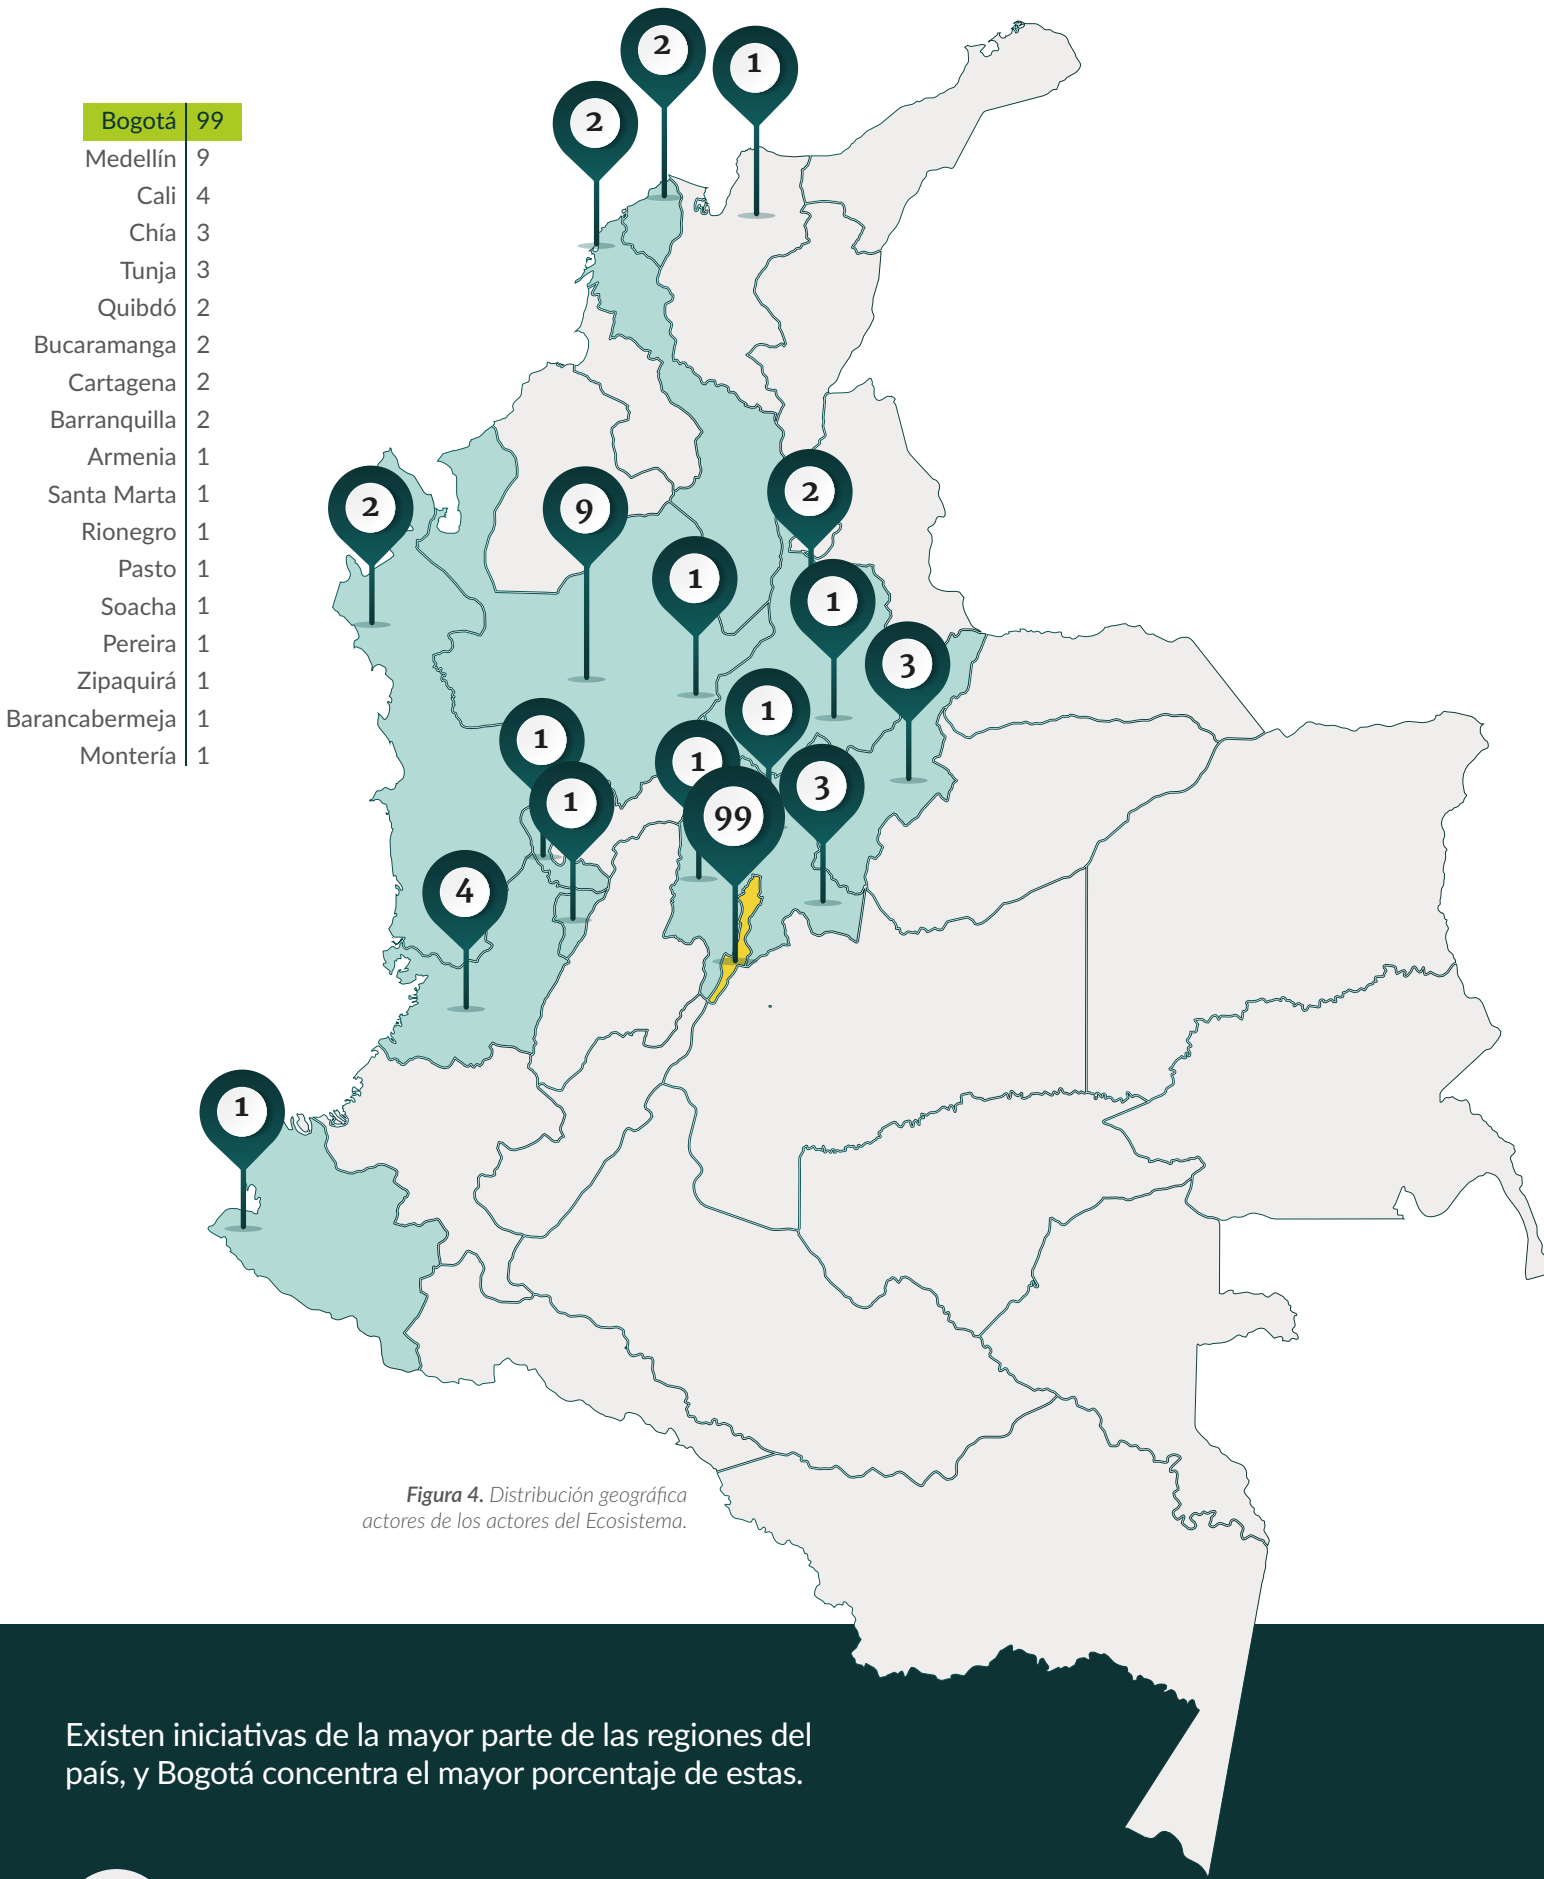 2
1
2
Bogotá 99
Medellín 9
Cali 4
Chía 3
Tunja 3
Quibdó 2
Bucaramanga 2
Cartagena 2
Barranquilla 2
Armenia 1
Santa Marta 1
Rionegro 1
Pasto 1
Soacha 1
Pereira 1
Zipaquirá 1
Barancabermeja 1
Montería 1
2
9
2
1
1
3
1
1
1
3
1
99
4
1
Figura 4. Distribución geográfica
actores de los actores del Ecosistema.
Existen iniciativas de la mayor parte de las regiones del
país, y Bogotá concentra el mayor porcentaje de estas.